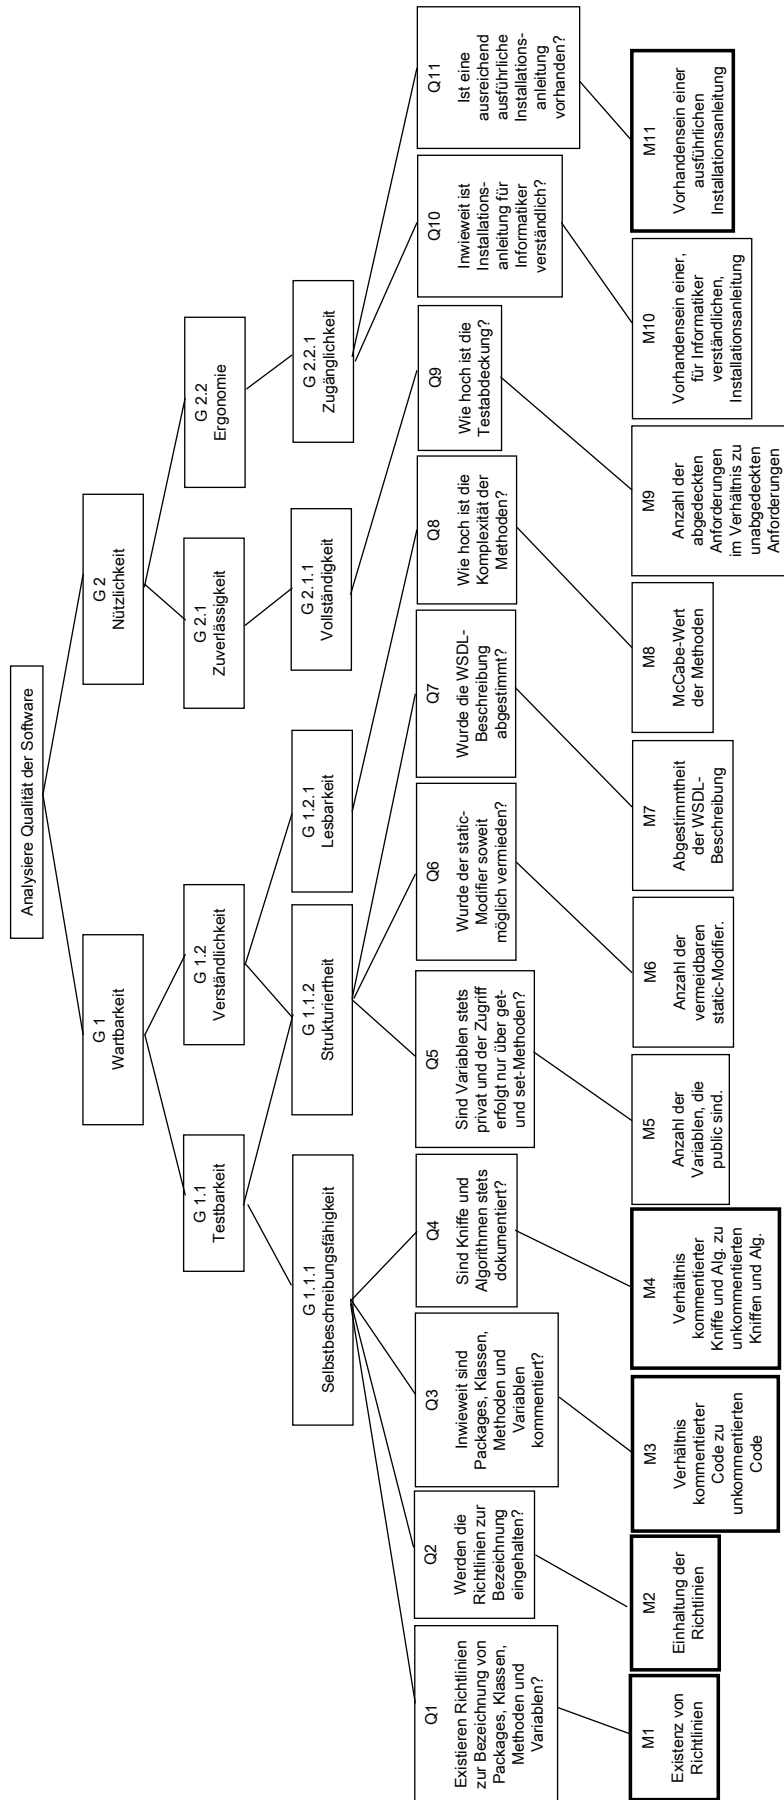 Analysiere Qualität der Software
G 1
Wartbarkeit
G 2
Nützlichkeit
G 1.1
Testbarkeit
G 1.2
Verständlichkeit
G 2.1
Zuverlässigkeit
G 2.2
Ergonomie
G 1.1.1
Selbstbeschreibungsfähigkeit
G 1.1.2
Strukturiertheit
G 1.2.1
Lesbarkeit
G 2.1.1
Vollständigkeit
G 2.2.1
Zugänglichkeit
Q1
Existieren Richtlinien
zur Bezeichnung von
Packages, Klassen,
Methoden und
Variablen?
Q2
Werden die
Richtlinien zur
Bezeichnung
eingehalten?
Q3
Inwieweit sind
Packages, Klassen,
Methoden und
Variablen
kommentiert?
Q4
Sind Kniffe und
Algorithmen stets
dokumentiert?
Q5
Sind Variablen stets
privat und der Zugriff
erfolgt nur über get-
und set-Methoden?
Q6
Wurde der static-
Modifier soweit
möglich vermieden?
Q7
Wurde die WSDL-
Beschreibung
abgestimmt?
Q8
Wie hoch ist die
Komplexität der
Methoden?
Q9
Wie hoch ist die
Testabdeckung?
Q10
Inwieweit ist
Installations-
anleitung für
Informatiker
verständlich?
Q11
Ist eine
ausreichend
ausführliche
Installations-
anleitung
vorhanden?
M1
Existenz von
Richtlinien
M2
Einhaltung der
Richtlinien
M3
Verhältnis
kommentierter
Code zu
unkommentierten
Code
M4
Verhältnis
kommentierter
Kniffe und Alg. zu
unkommentierten
Kniffen und Alg.
M5
Anzahl der
Variablen, die
public sind.
M6
Anzahl der
vermeidbaren
static-Modifier.
M7
Abgestimmtheit
der WSDL-
Beschreibung
M8
McCabe-Wert
der Methoden
M9
Anzahl der
abgedeckten
Anforderungen
im Verhältnis zu
unabgedeckten
Anforderungen
M10
Vorhandensein einer,
für Informatiker
verständlichen,
Installationsanleitung
M11
Vorhandensein einer
ausführlichen
Installationsanleitung